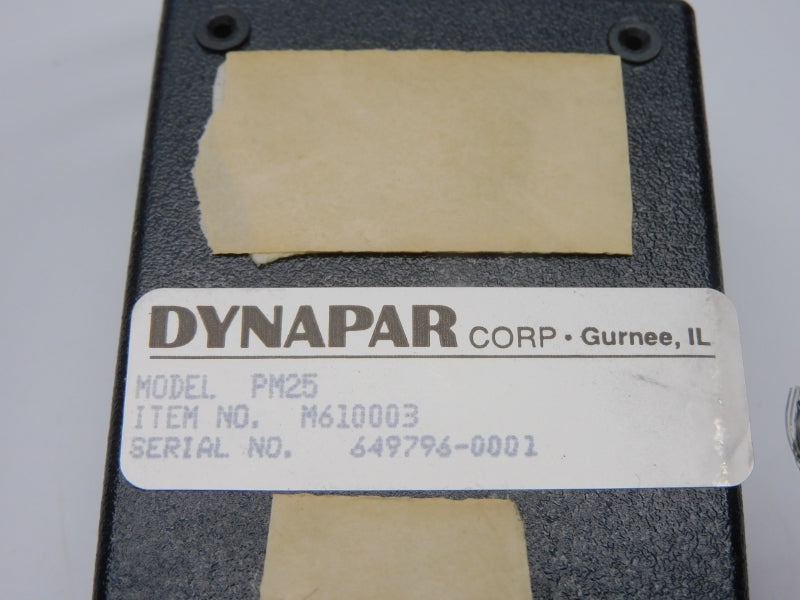 DYNAPAR CORP • Gurnee, IL
MODEL PM25
ITEM NO. M610003
SERIAL NO. 649796-0001